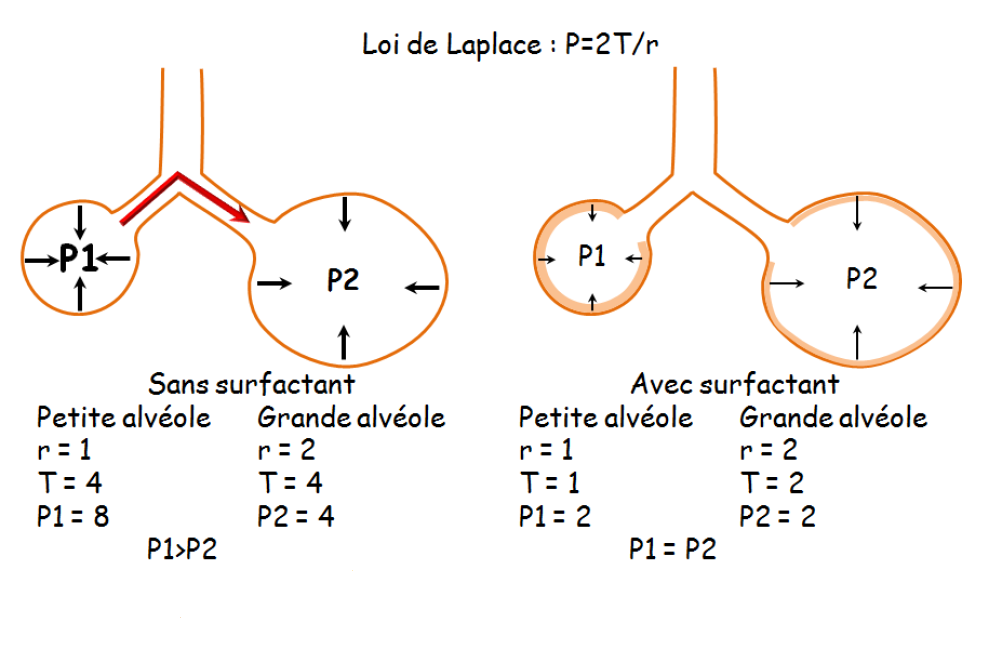 Loi de Laplace : P=2T/r
P1
P2
P1
P2
Sans surfactant
Petite alvéole
r = 1
T = 4
P1 = 8
Grande alvéole
r = 2
T = 4
P2 = 4
P1>P2
Avec surfactant
Petite alvéole
r = 1
T = 1
P1 = 2
Grande alvéole
r = 2
T = 2
P2 = 2
P1 = P2